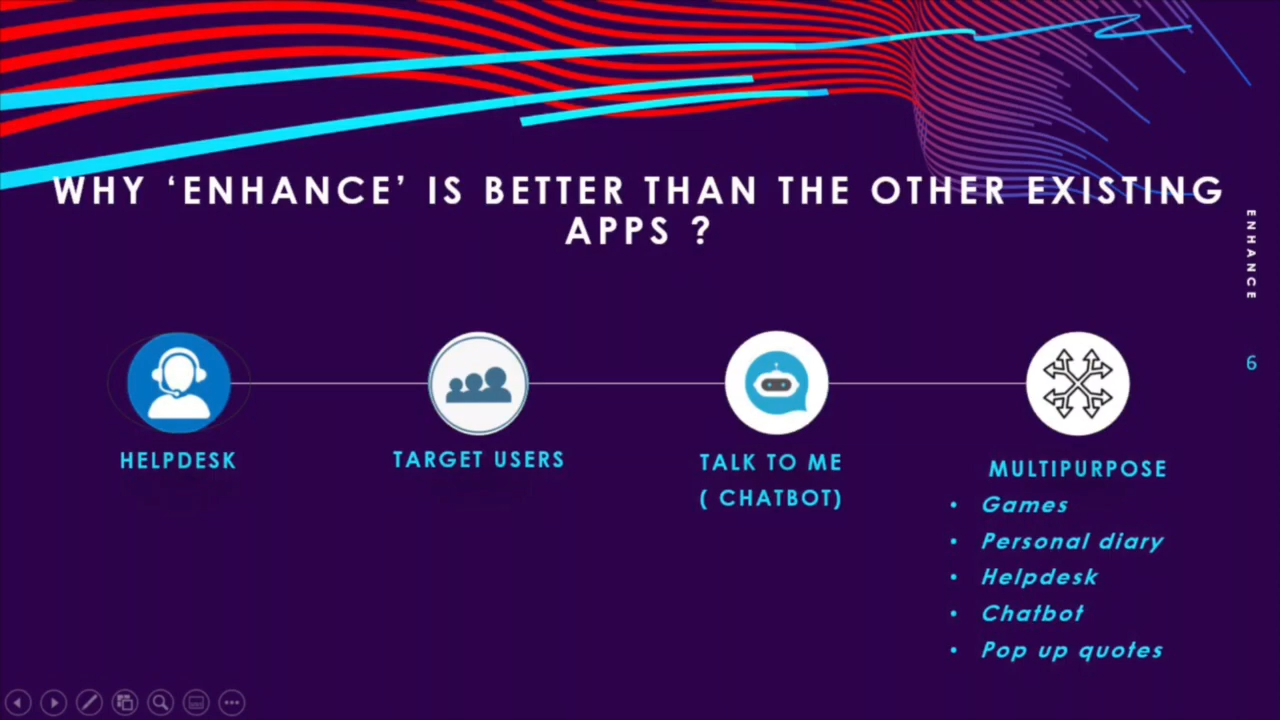 WHY ‘ENHANCE’ IS BETTER THAN THE OTHER EXISTING
APPS ?
ENHANCE
6
HELPDESK
TARGET USERS
TALK TO ME
( CHATBOT)
MULTIPURPOSE
• Games
• Personal diary
• Helpdesk
• Chatbot
• Pop up quotes